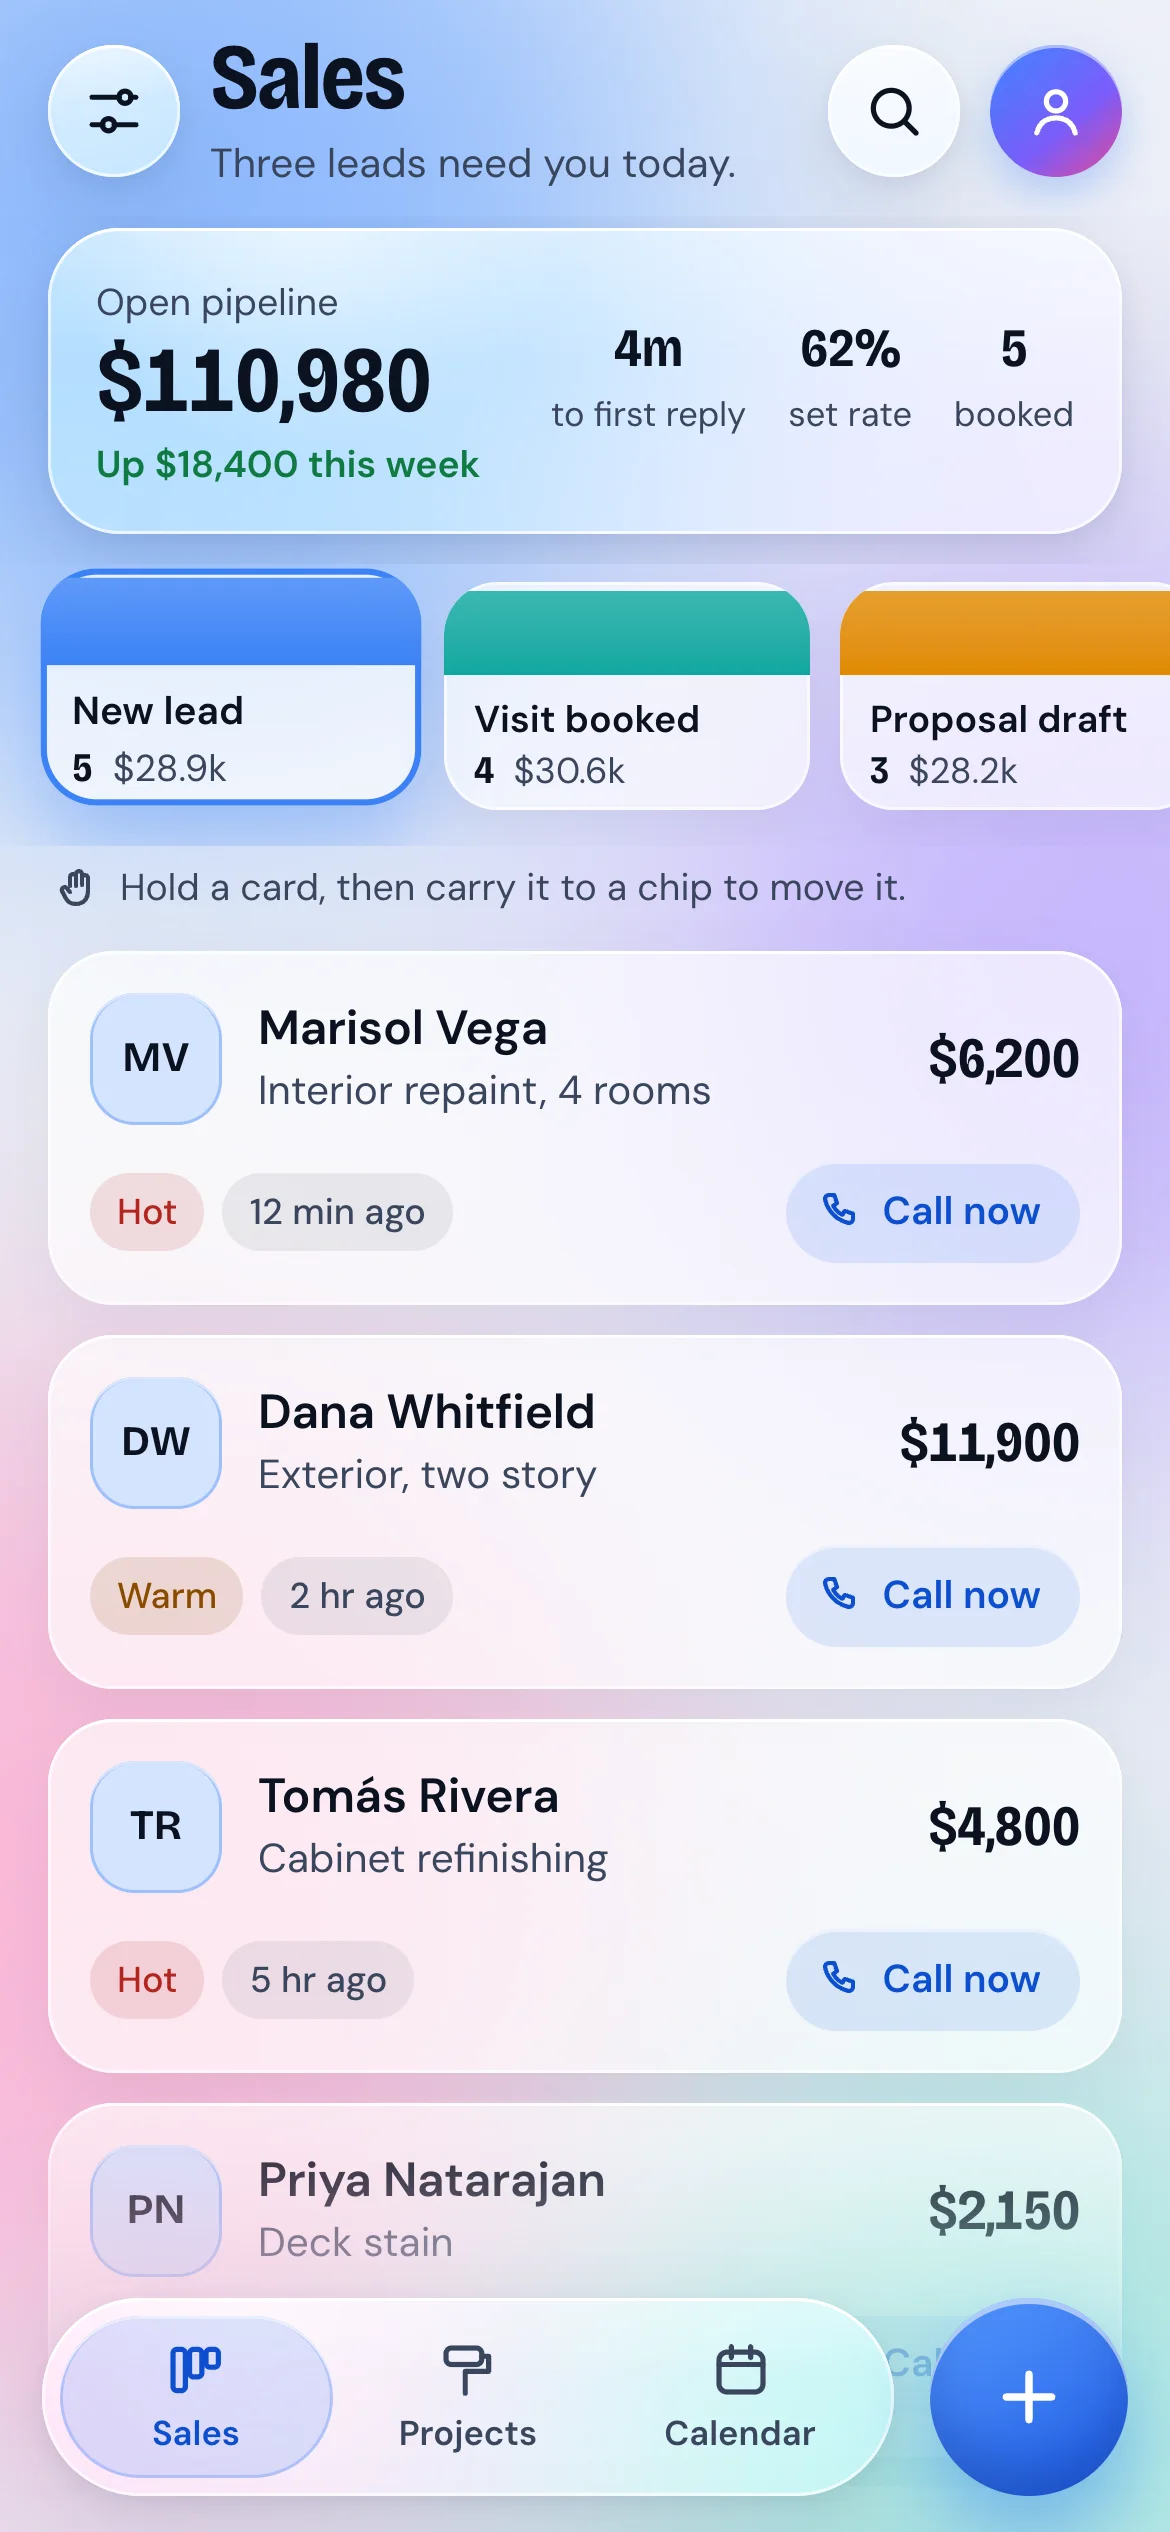 Sales
Three leads need you today.
Open pipeline
$110,980
Up $18,400 this week
4m
to first reply
62%
set rate
5
booked
New lead
5 $28.9k
Visit booked
4 $30.6k
Proposal draft
3 $28.2k
Hold a card, then carry it to a chip to move it.
MV
Marisol Vega
Interior repaint, 4 rooms
$6,200
Hot
12 min ago
Call now
DW
Dana Whitfield
Exterior, two story
$11,900
Warm
2 hr ago
Call now
TR
Tomás Rivera
Cabinet refinishing
$4,800
Hot
5 hr ago
Call now
PN
Priya Natarajan
Deck stain
$2,150
Sales
Projects
Calendar